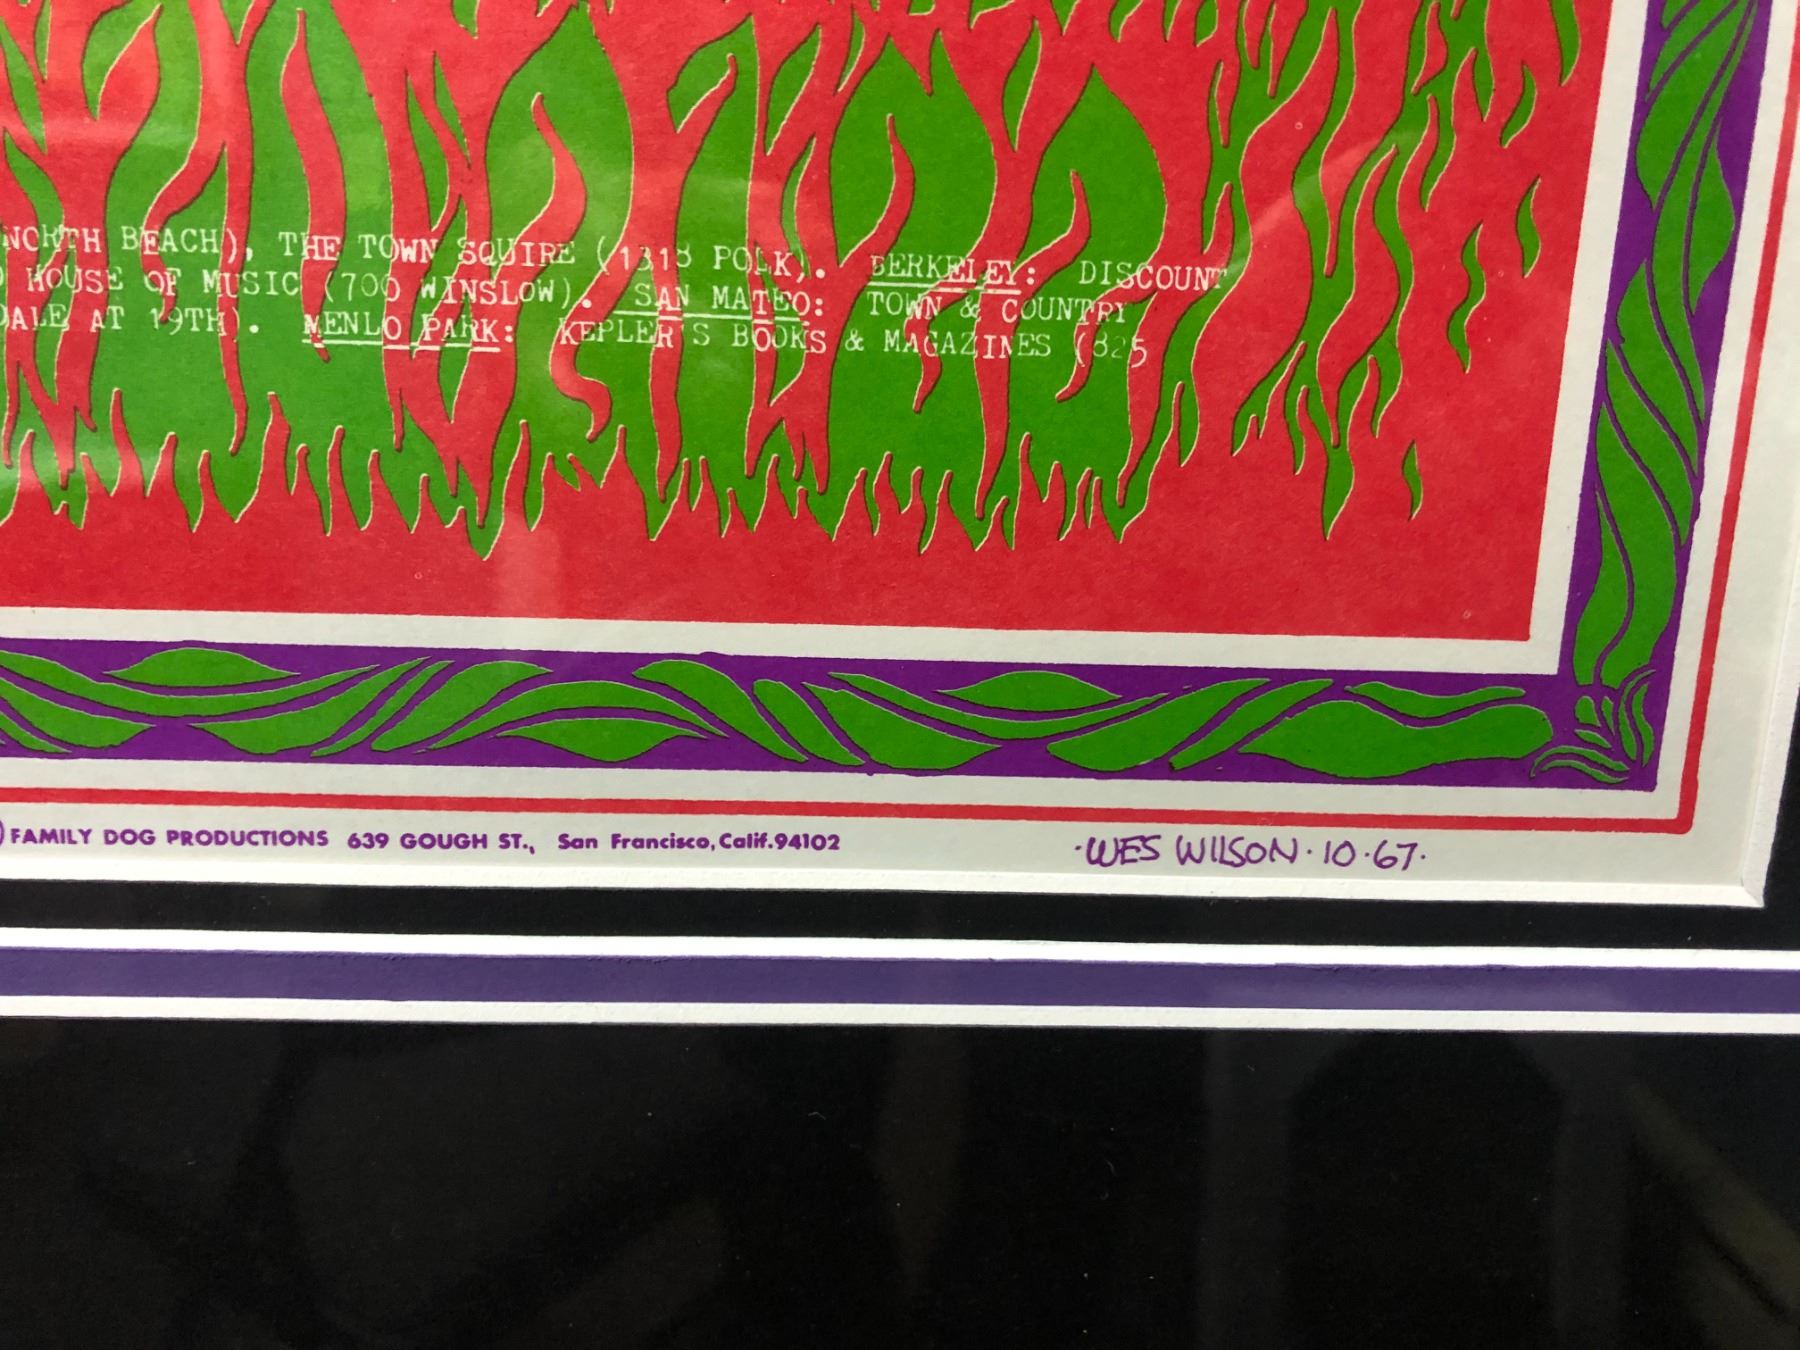 NORTH BEACH), THE TOWN SQUIRE (1318 POLK). BERKELEY: DISCOUNT
HOUSE OF MUSIC (700 WINSLOW). SAN MATEO: TOWN & COUNTRY
DALE AT 19TH). MENLO PARK: KEPLER'S BOOKS & MAGAZINES (825
FAMILY DOG PRODUCTIONS 639 GOUGH ST., San Francisco, Calif. 94102
·WES WILSON·10·67·